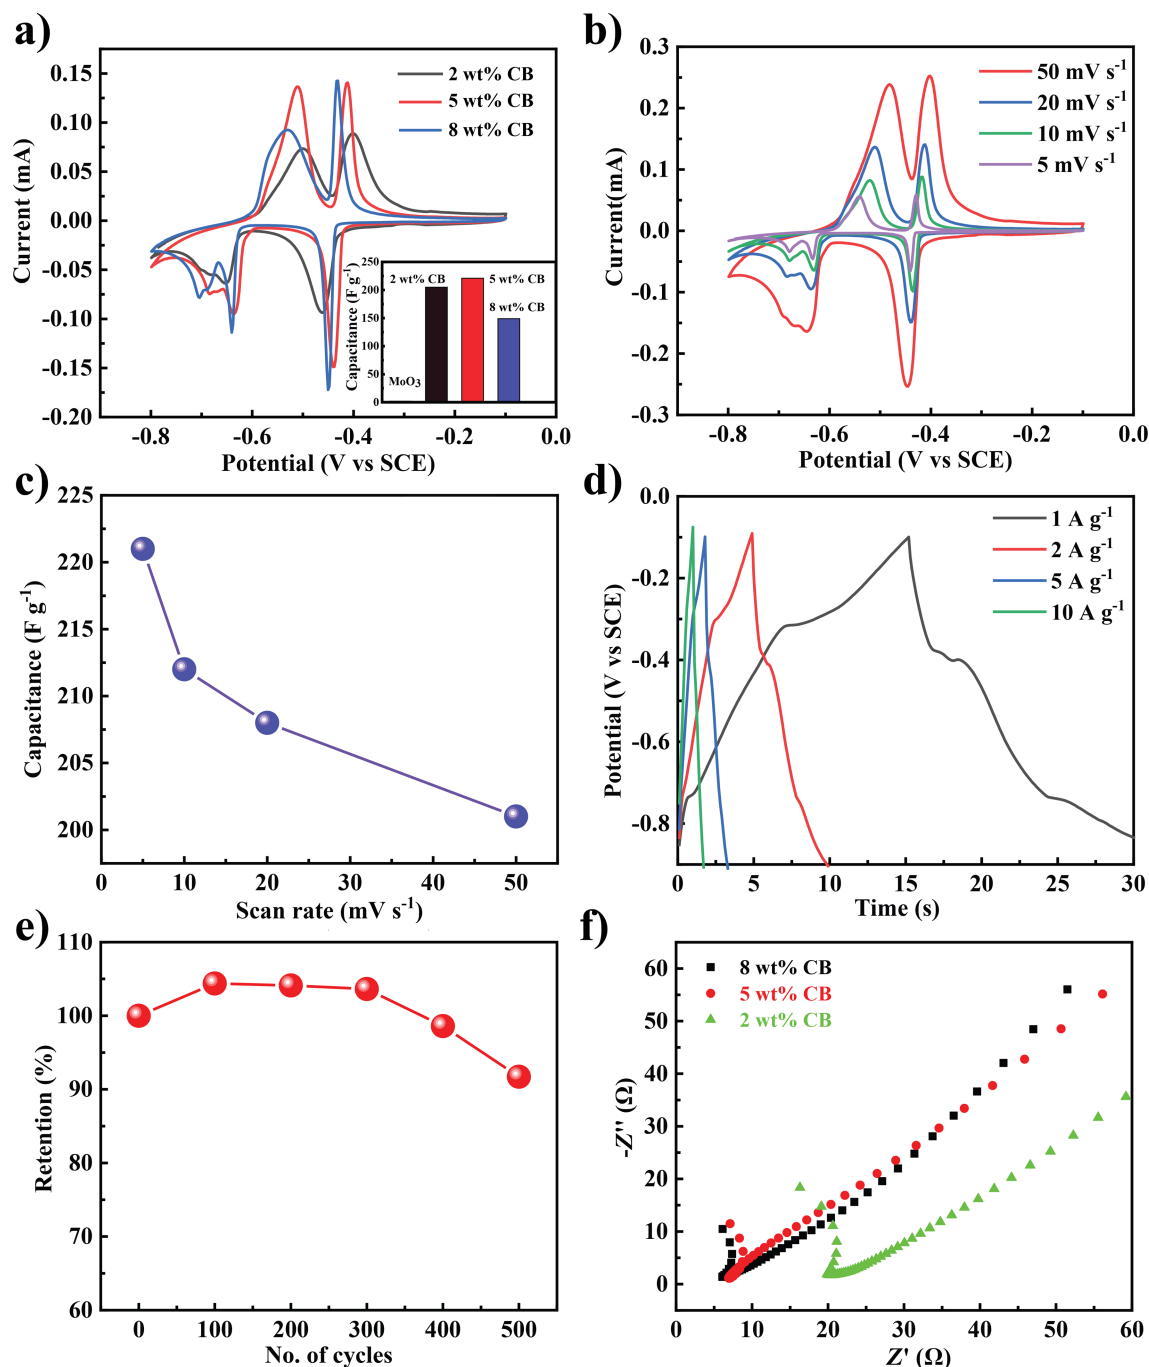 a)
2 wt% CB
5 wt% CB
8 wt% CB
Current (mA)
0.15
0.10
0.05
0.00
-0.05
-0.10
-0.15
-0.20
-0.8
-0.6
-0.4
-0.2
0.0
Potential (V vs SCE)
Capacitance (F g⁻¹)
250
200
150
100
50
0
MoO₃
2 wt% CB
5 wt% CB
8 wt% CB
b)
50 mV s⁻¹
20 mV s⁻¹
10 mV s⁻¹
5 mV s⁻¹
Current(mA)
0.3
0.2
0.1
0.0
-0.1
-0.2
-0.3
-0.8
-0.6
-0.4
-0.2
0.0
Potential (V vs SCE)
c)
Capacitance (F g⁻¹)
225
220
215
210
205
200
0
10
20
30
40
50
Scan rate (mV s⁻¹)
d)
1 A g⁻¹
2 A g⁻¹
5 A g⁻¹
10 A g⁻¹
Potential (V vs SCE)
0.0
-0.2
-0.4
-0.6
-0.8
0
5
10
15
20
25
30
Time (s)
e)
Retention (%)
110
100
90
80
70
60
0
100
200
300
400
500
No. of cycles
f)
8 wt% CB
5 wt% CB
2 wt% CB
-Z'' (Ω)
60
50
40
30
20
10
0
0
10
20
30
40
50
60
Z' (Ω)